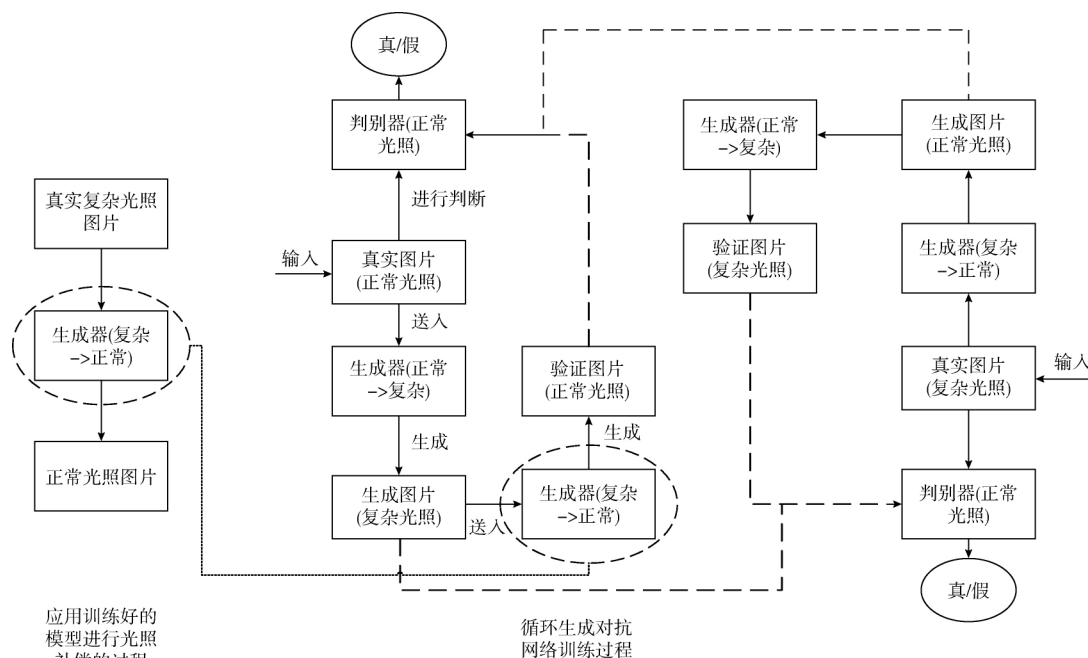 真实复杂光照
图片
生成器(复杂
->正常)
正常光照图片
应用训练好的
模型进行光照
补偿的过程
真/假
判别器(正常
光照)
进行判断
输入
真实图片
(正常光照)
送入
生成器(正常
->复杂)
生成
生成图片
(复杂光照)
送入
生成器(复杂
->正常)
生成
验证图片
(正常光照)
生成器(正常
->复杂)
验证图片
(复杂光照)
生成图片
(正常光照)
生成器(复杂
->正常)
真实图片
(复杂光照)
输入
判别器(正常
光照)
真/假
循环生成对抗
网络训练过程